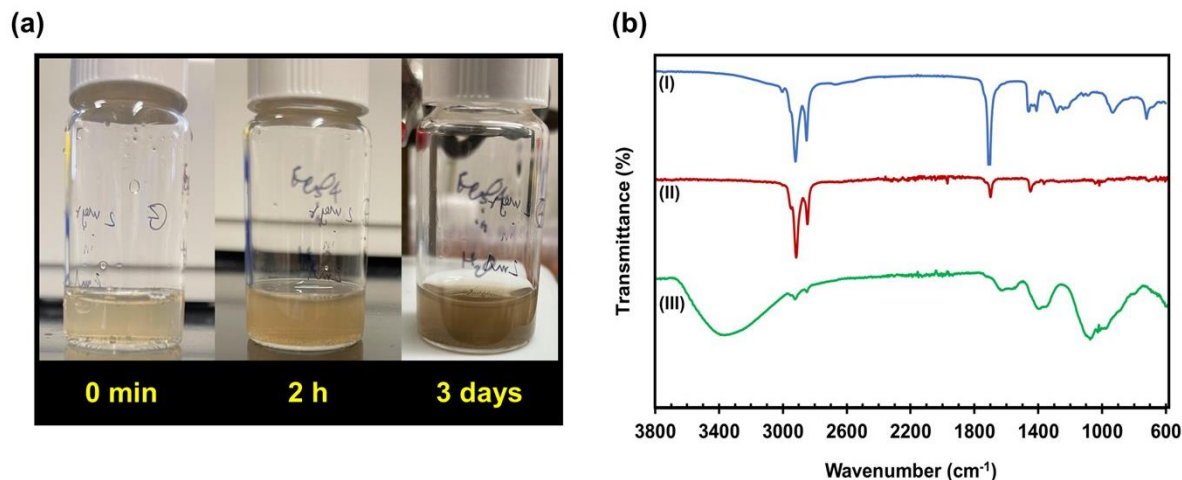 (a)
0 min
2 h
3 days
(b)
(I)
(II)
(III)
Transmittance (%)
3800 3400 3000 2600 2200 1800 1400 1000 600
Wavenumber (cm⁻¹)